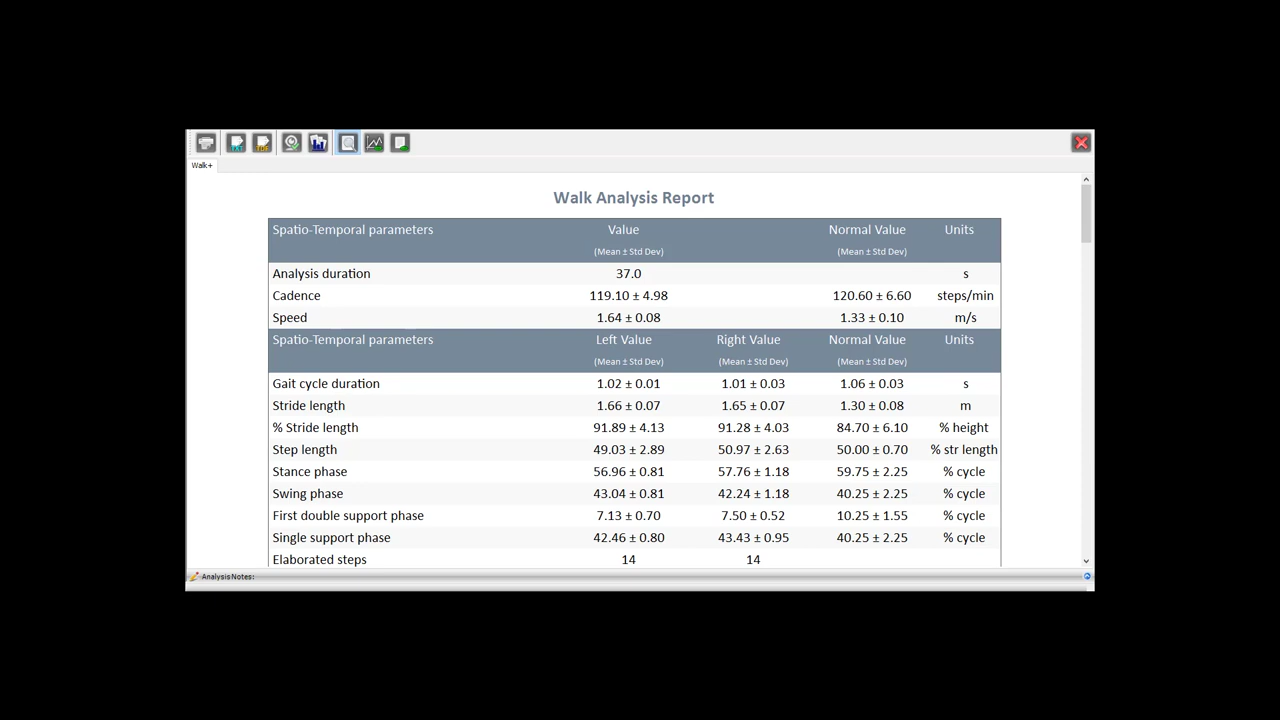 Walk+
Walk Analysis Report
Spatio-Temporal parameters Value Normal Value Units
(Mean ± Std Dev) (Mean ± Std Dev)
Analysis duration 37.0 s
Cadence 119.10 ± 4.98 120.60 ± 6.60 steps/min
Speed 1.64 ± 0.08 1.33 ± 0.10 m/s
Spatio-Temporal parameters Left Value Right Value Normal Value Units
(Mean ± Std Dev) (Mean ± Std Dev) (Mean ± Std Dev)
Gait cycle duration 1.02 ± 0.01 1.01 ± 0.03 1.06 ± 0.03 s
Stride length 1.66 ± 0.07 1.65 ± 0.07 1.30 ± 0.08 m
% Stride length 91.89 ± 4.13 91.28 ± 4.03 84.70 ± 6.10 % height
Step length 49.03 ± 2.89 50.97 ± 2.63 50.00 ± 0.70 % str length
Stance phase 56.96 ± 0.81 57.76 ± 1.18 59.75 ± 2.25 % cycle
Swing phase 43.04 ± 0.81 42.24 ± 1.18 40.25 ± 2.25 % cycle
First double support phase 7.13 ± 0.70 7.50 ± 0.52 10.25 ± 1.55 % cycle
Single support phase 42.46 ± 0.80 43.43 ± 0.95 40.25 ± 2.25 % cycle
Elaborated steps 14 14
Analysis Notes: